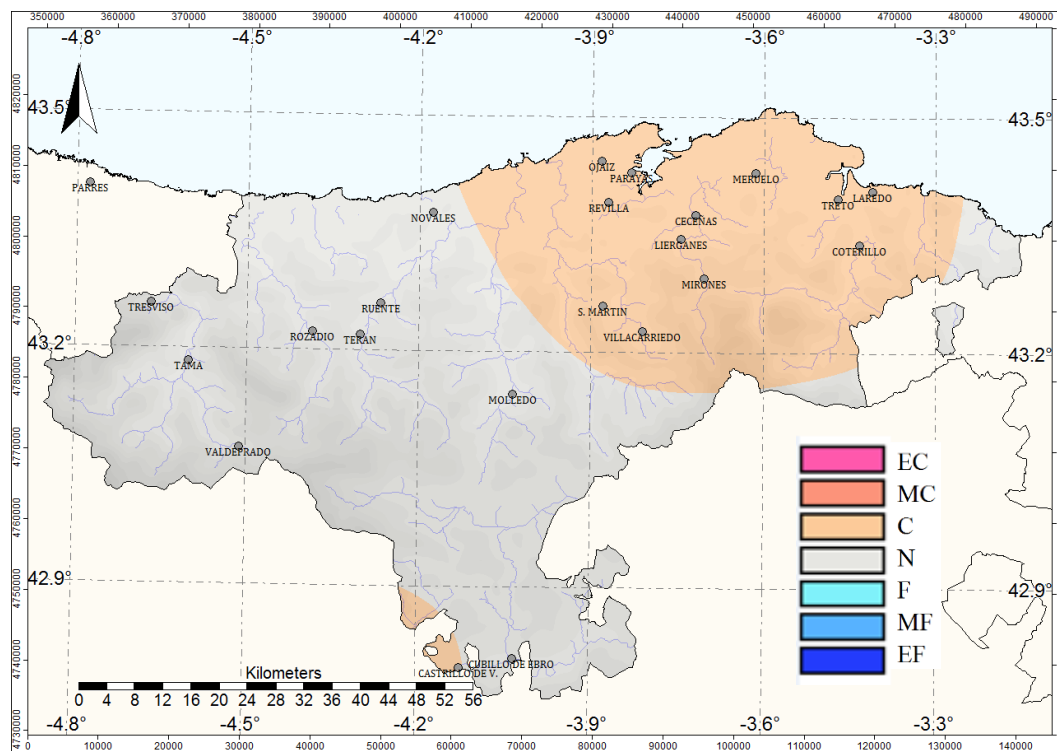 350000 360000 370000 380000 390000 400000 410000 420000 430000 440000 450000 460000 470000 480000 490000
-4.8 -4.5 -4.2 -3.9 -3.6 -3.3
4820000
43.5° 43.5°
4810000
OJAIZ
PARAYA
MERUELO
PARRES
LAREDO
REVILLA
TRETO
NOVALES
CECEÑAS
4800000
LIERGANES
COTERILLO
MIRONES
4790000
TRESVISO
RUENTE
S. MARTIN
ROZADIO
TERAN
VILLACARRIEDO
43.2° 43.2°
TAMA
4780000
MOLLEDO
4770000
VALDEPRADO
EC
MC
4760000
C
N
42.9° 42.9°
4750000
F
MF
4740000
EF
CUBILLO DE EBRO
CASTRILLO DE V.
Kilometers
0 4 8 12 16 20 24 28 32 36 40 44 48 52 56
4730000
-4.8 -4.5 -4.2 -3.9 -3.6 -3.3
0 10000 20000 30000 40000 50000 60000 70000 80000 90000 100000 110000 120000 130000 140000